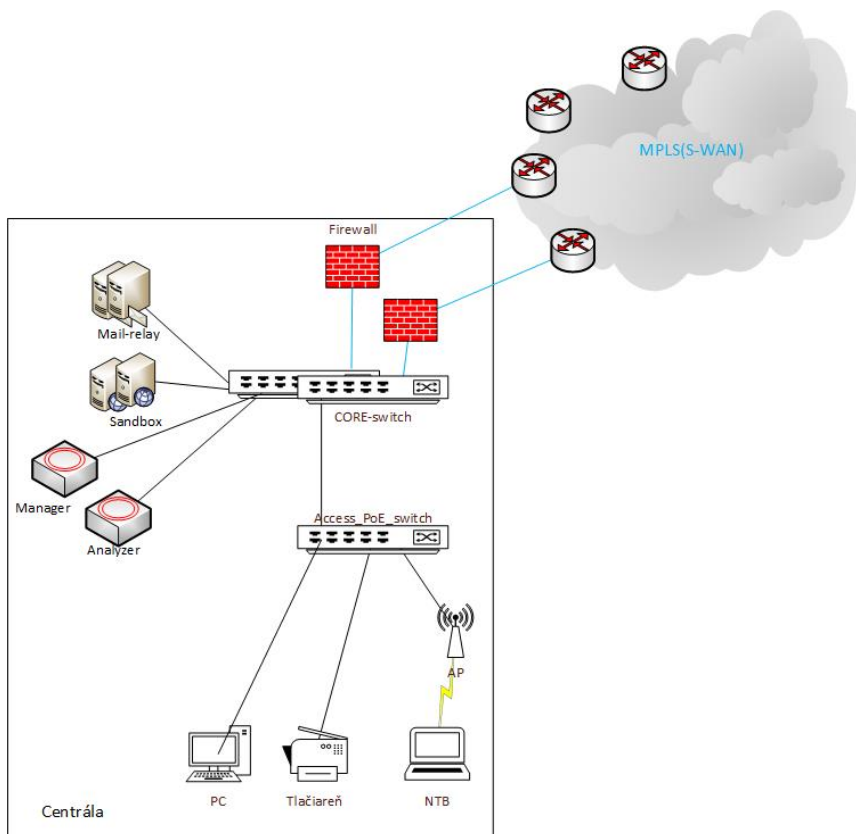 MPLS(S-WAN)
Firewall
Mail-relay
Sandbox
CORE-switch
Manager
Access_PoE_switch
Analyzer
AP
PC
Tlačiareň
NTB
Centrála